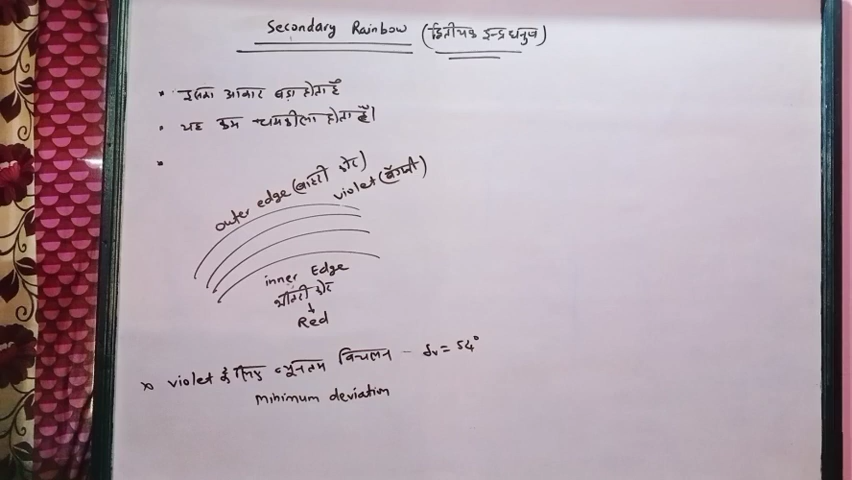 Secondary Rainbow (द्वितीयक इन्द्रधनुष)
इसका आकार बड़ा होता है
यह कम चमकीला होता है।
outer edge (बाहरी कोर)
violet (बैंगनी)
inner Edge
भीतरी कोर
↓
Red
violet के लिए न्यूनतम विचलन - δv = 54°
Minimum deviation